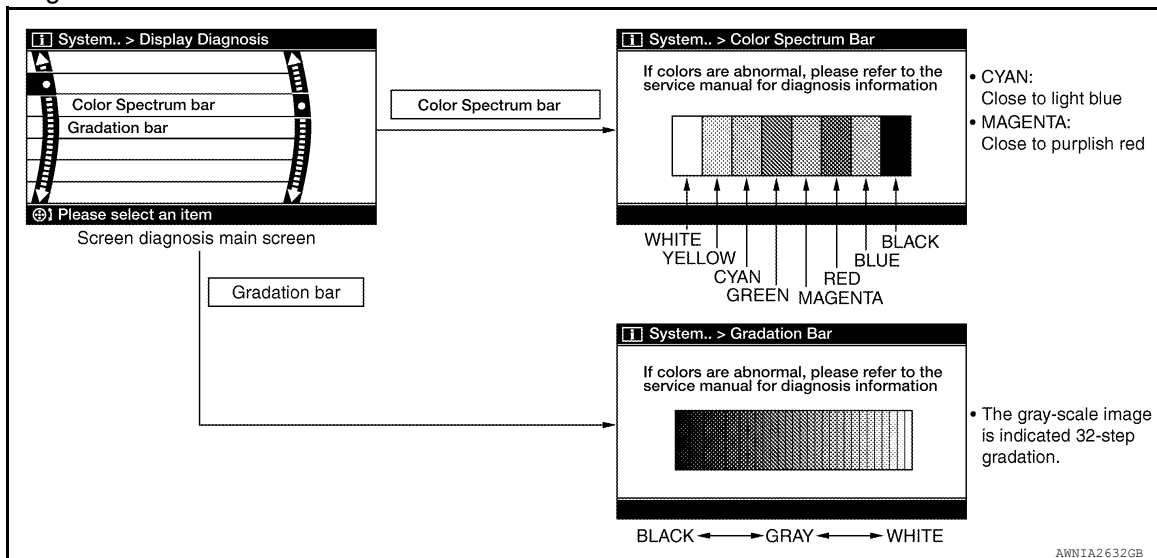 System.. > Display Diagnosis
Color Spectrum bar
Gradation bar
Please select an item
Screen diagnosis main screen
Color Spectrum bar
Gradation bar
System.. > Color Spectrum Bar
If colors are abnormal, please refer to the
service manual for diagnosis information
WHITE
YELLOW
CYAN
GREEN
MAGENTA
RED
BLUE
BLACK
• CYAN:
Close to light blue
• MAGENTA:
Close to purplish red
System.. > Gradation Bar
If colors are abnormal, please refer to the
service manual for diagnosis information
BLACK GRAY WHITE
• The gray-scale image
is indicated 32-step
gradation.
AWNIA2632GB